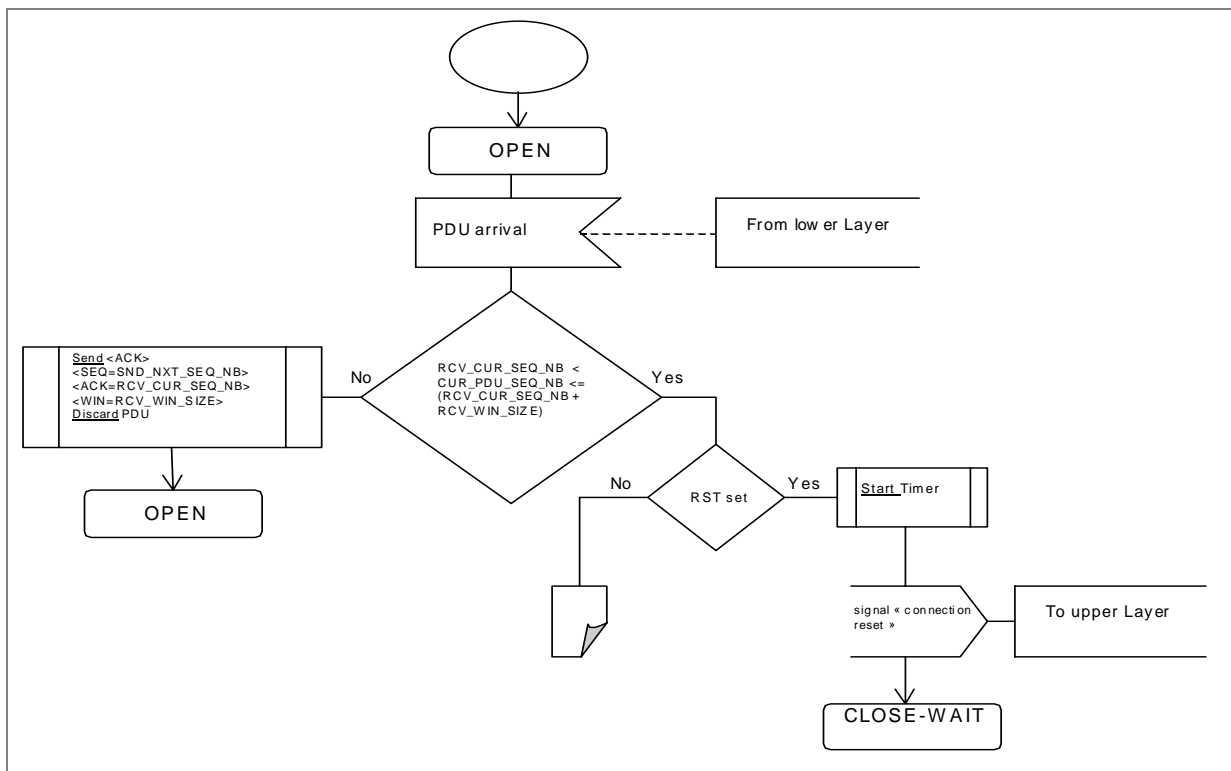 OPEN
PDU arrival
From lower Layer
Send <ACK>
<SEQ=SND_NXT_SEQ_NB>
<ACK=RCV_CUR_SEQ_NB>
<WIN=RCV_WIN_SIZE>
Discard PDU
No
RCV_CUR_SEQ_NB <
CUR_PDU_SEQ_NB <=
(RCV_CUR_SEQ_NB +
RCV_WIN_SIZE)
Yes
OPEN
No
RST set
Yes
Start Timer
signal « connection
reset »
To upper Layer
CLOSE-WAIT